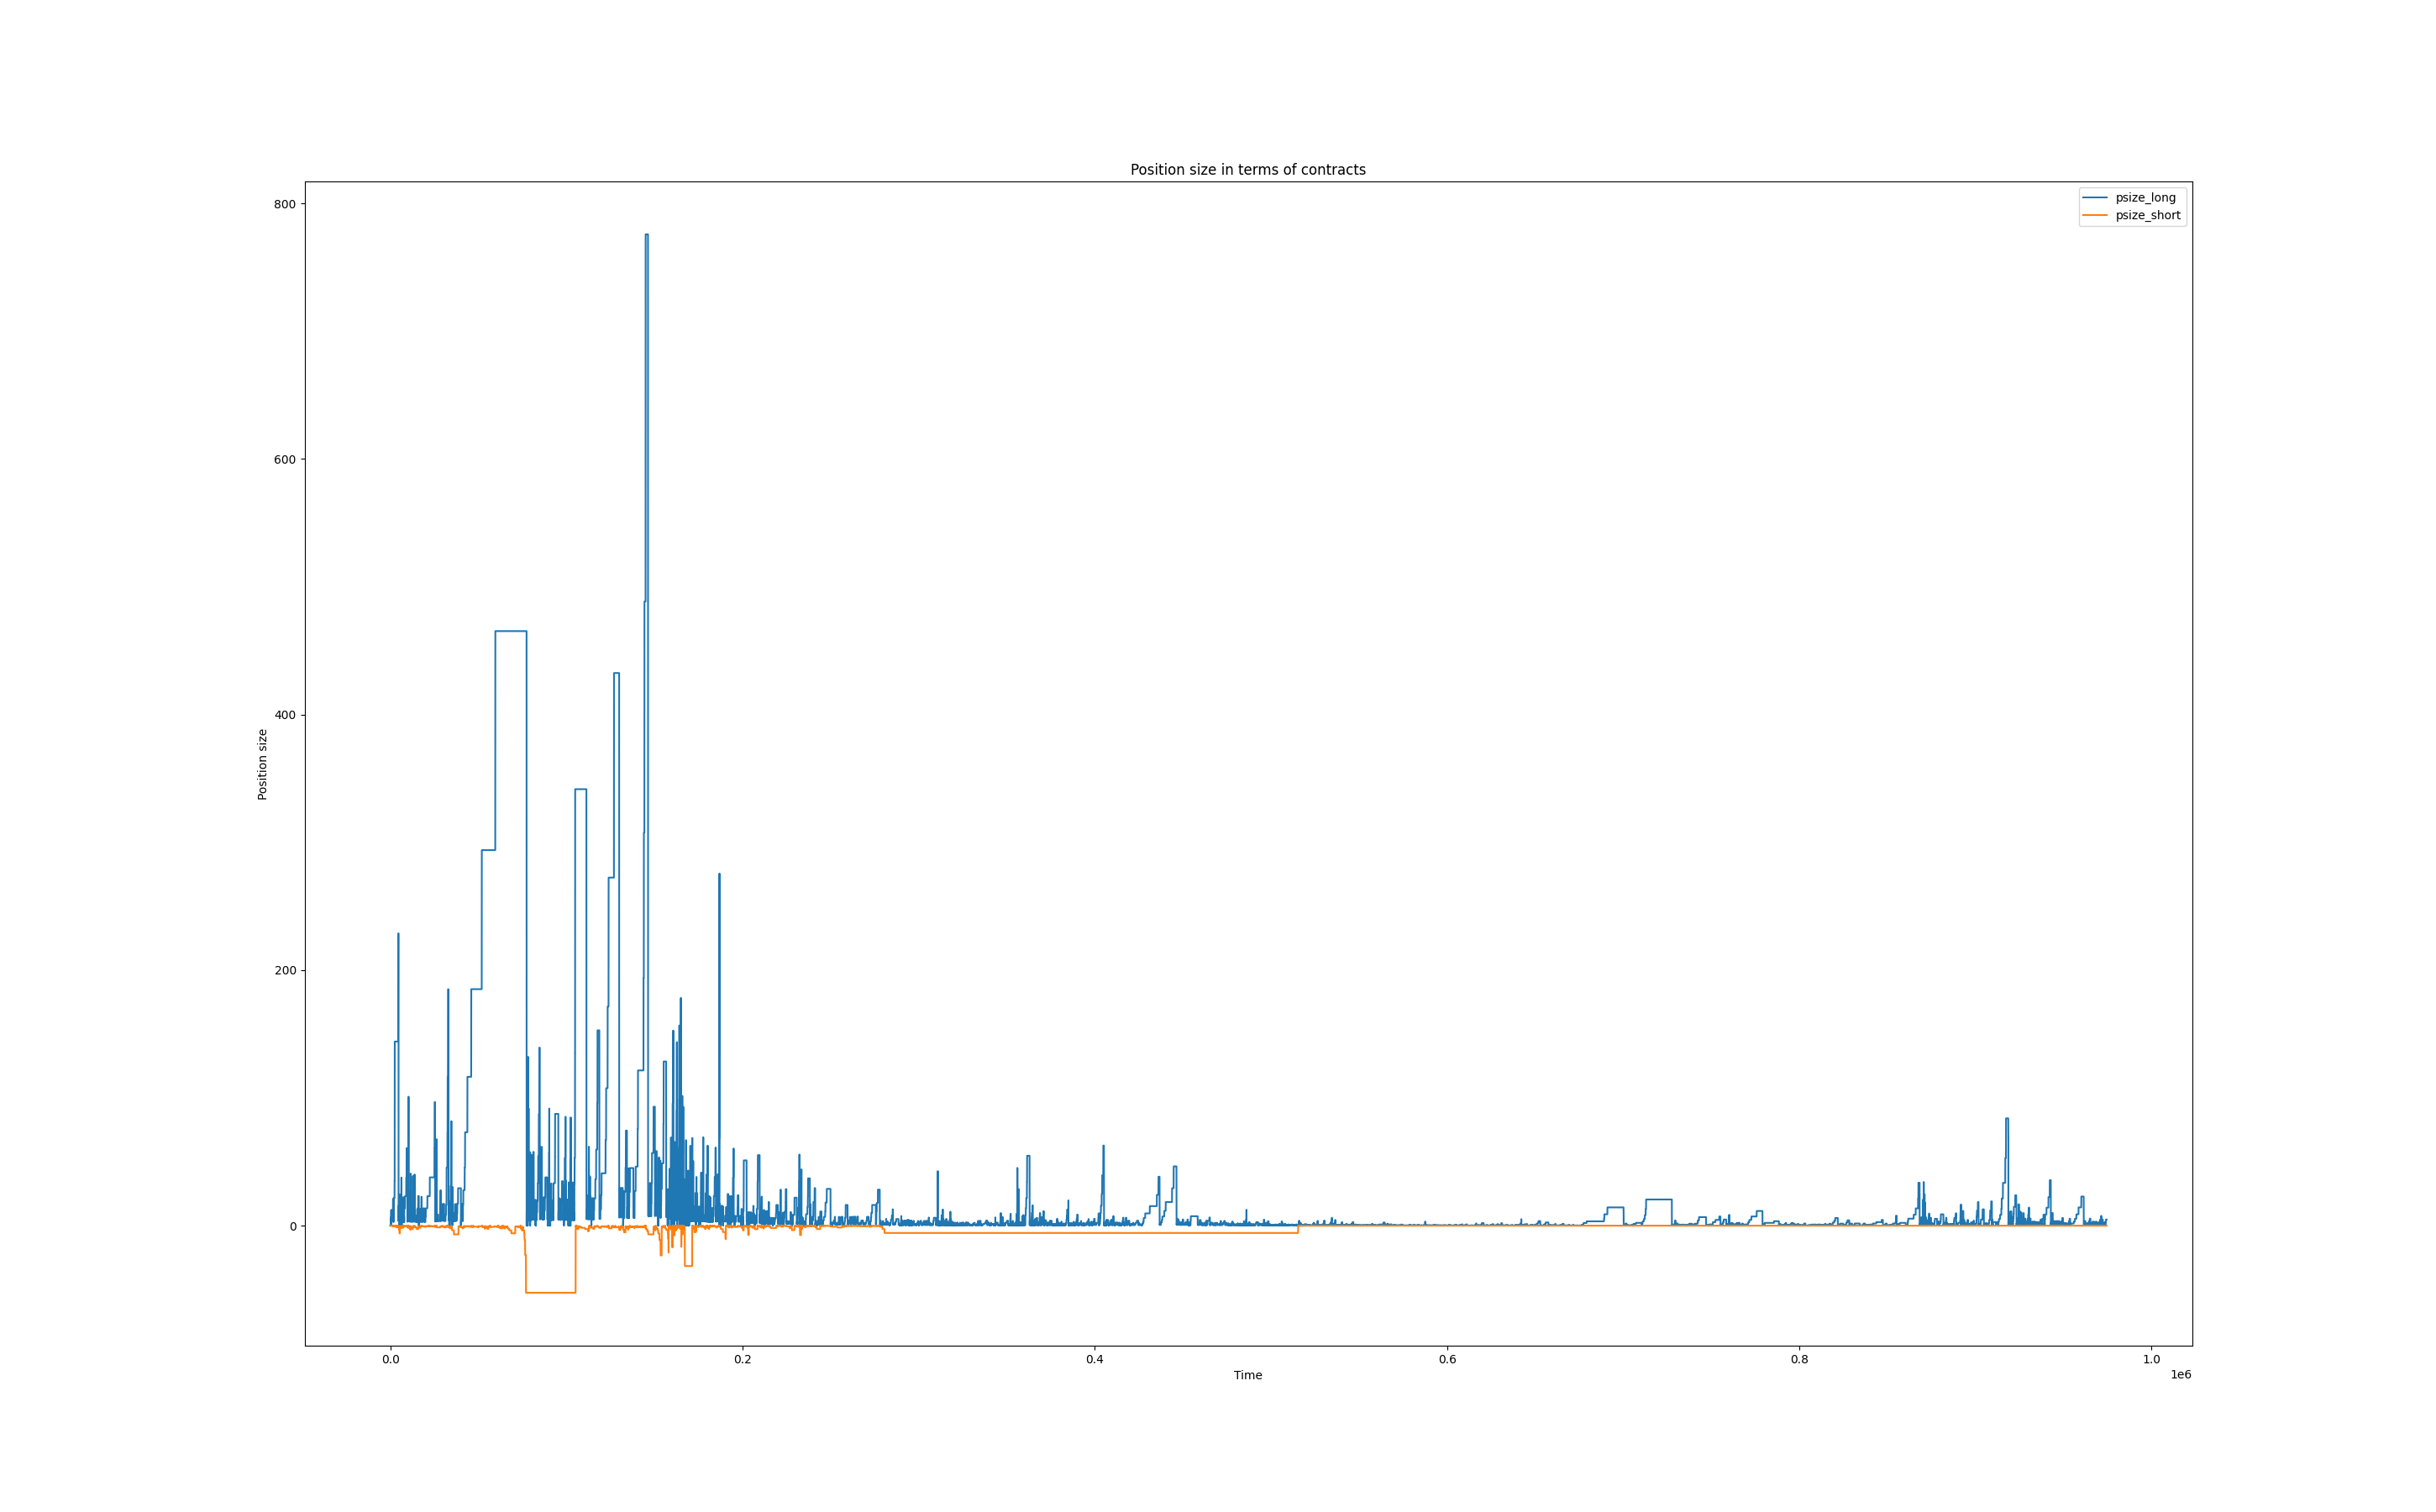 Position size in terms of contracts
psize_long
psize_short
800
600
400
200
0
Position size
0.0 0.2 0.4 0.6 0.8 1.0
Time
1e6